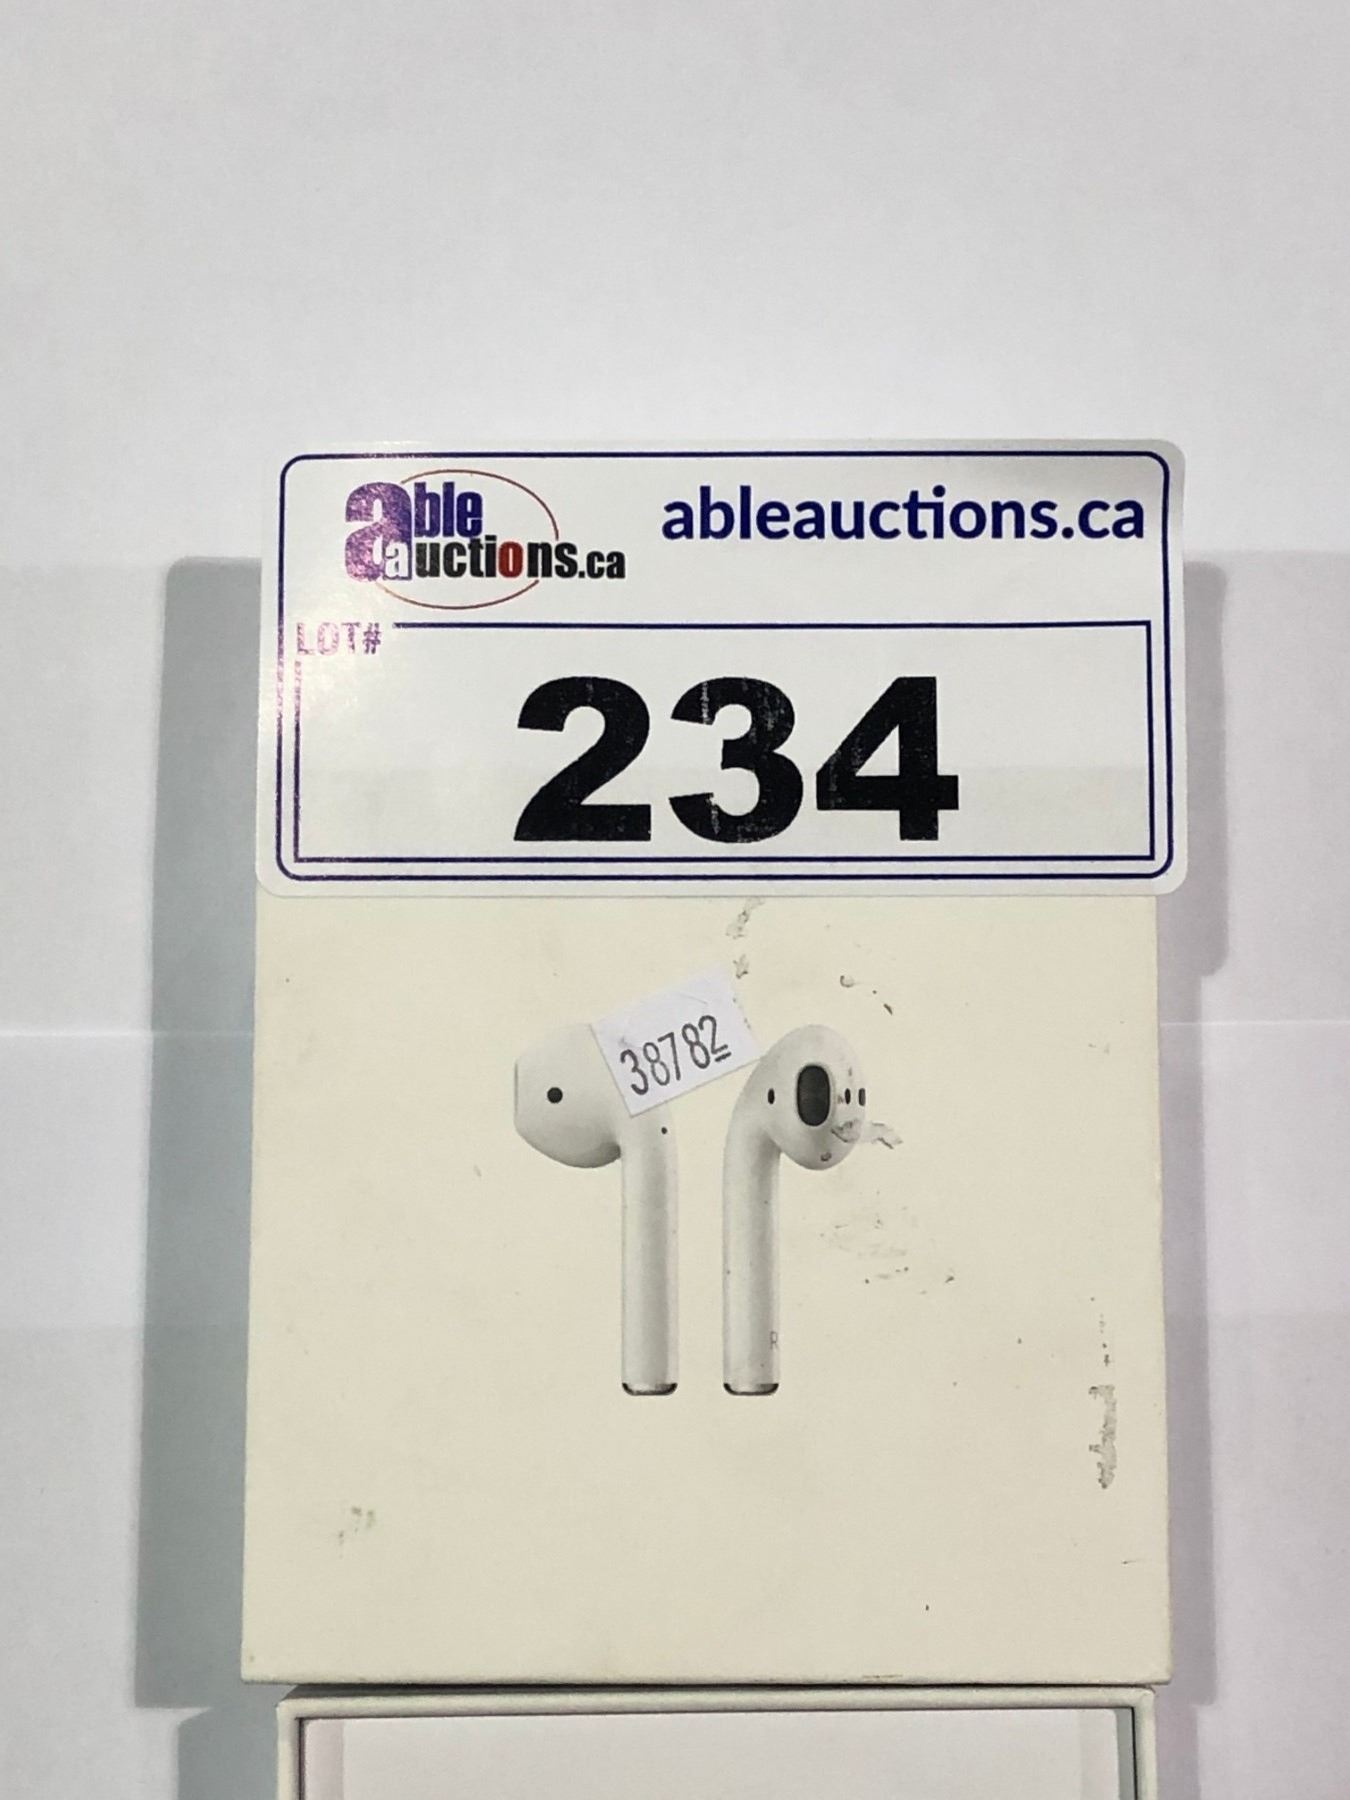 able
auctions.ca
ableauctions.ca
LOT#
234
38782
R